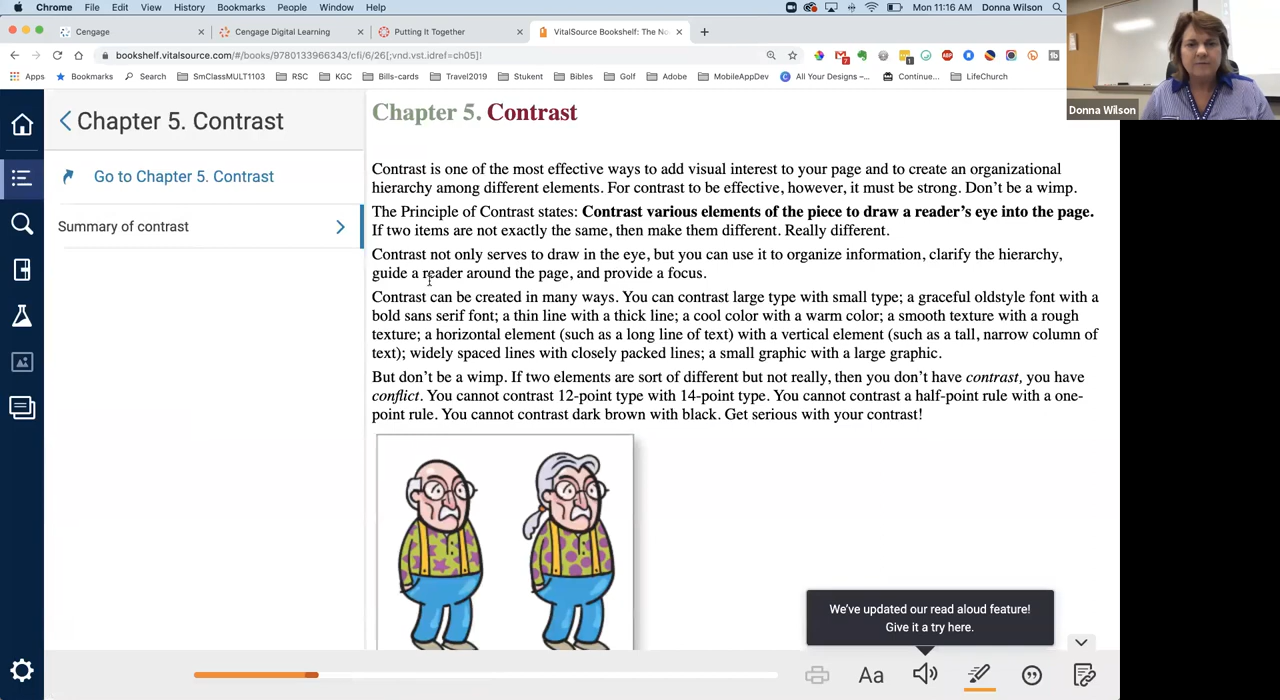 Chrome File Edit View History Bookmarks People Window Help Mon 11:16 AM Donna Wilson
Cengage Cengage Digital Learning Putting It Together VitalSource Bookshelf: The No
bookshelf.vitalsource.com/#/books/9780133966343/cfi/6/26[;vnd.vst.idref=ch05]!
Apps Bookmarks Search SmClassMULT1103 RSC KGC Bills-cards Travel2019 Stukent Bibles Golf Adobe MobileAppDev All Your Designs –... Continue... LifeChurch
Donna Wilson
Chapter 5. Contrast
Go to Chapter 5. Contrast
Summary of contrast
Chapter 5. Contrast
Contrast is one of the most effective ways to add visual interest to your page and to create an organizational
hierarchy among different elements. For contrast to be effective, however, it must be strong. Don’t be a wimp.
The Principle of Contrast states: Contrast various elements of the piece to draw a reader’s eye into the page.
If two items are not exactly the same, then make them different. Really different.
Contrast not only serves to draw in the eye, but you can use it to organize information, clarify the hierarchy,
guide a reader around the page, and provide a focus.
Contrast can be created in many ways. You can contrast large type with small type; a graceful oldstyle font with a
bold sans serif font; a thin line with a thick line; a cool color with a warm color; a smooth texture with a rough
texture; a horizontal element (such as a long line of text) with a vertical element (such as a tall, narrow column of
text); widely spaced lines with closely packed lines; a small graphic with a large graphic.
But don’t be a wimp. If two elements are sort of different but not really, then you don’t have contrast, you have
conflict. You cannot contrast 12-point type with 14-point type. You cannot contrast a half-point rule with a one-
point rule. You cannot contrast dark brown with black. Get serious with your contrast!
We’ve updated our read aloud feature!
Give it a try here.
Aa